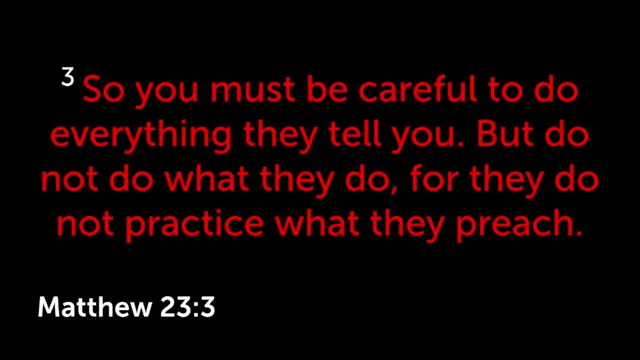 3 So you must be careful to do
everything they tell you. But do
not do what they do, for they do
not practice what they preach.
Matthew 23:3